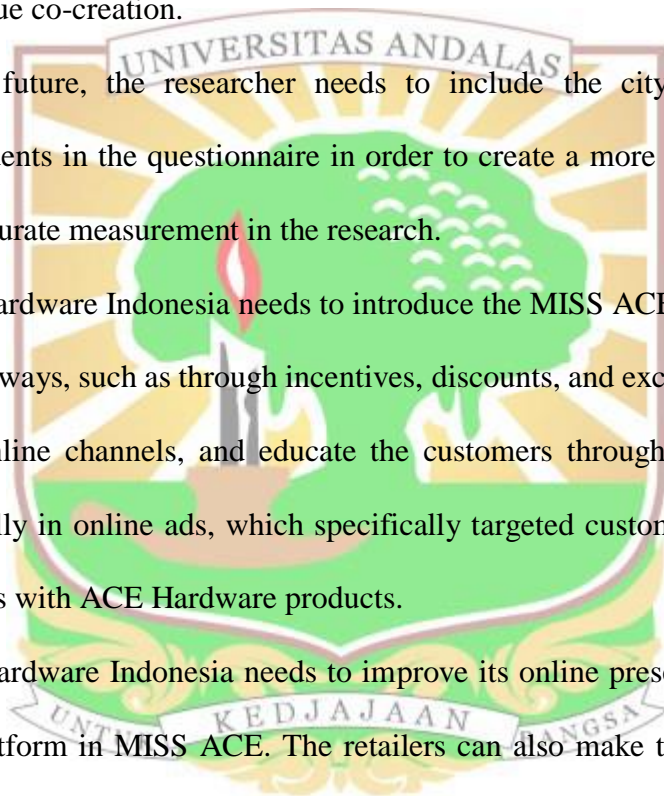 ue co-creation.
UNIVERSITAS ANDALAS
future, the researcher needs to include the city
ents in the questionnaire in order to create a more
urate measurement in the research.
ardware Indonesia needs to introduce the MISS ACE
ways, such as through incentives, discounts, and exc
nline channels, and educate the customers through
lly in online ads, which specifically targeted custom
s with ACE Hardware products.
ardware Indonesia needs to improve its online prese
UNTUK KEDJAJAAN BANGSA
tform in MISS ACE. The retailers can also make t